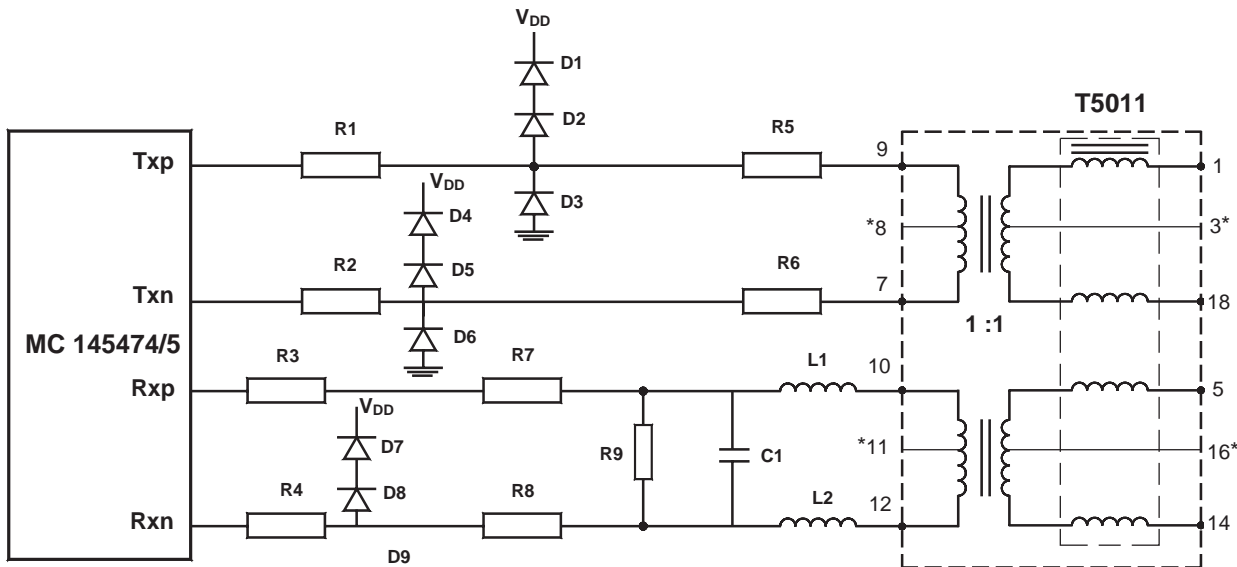 VDD
D1
T5011
D2
R1
R5
9
Txp
1
VDD
D3
*8
3*
D4
R2
D5
R6
Txn
7
18
D6
1 :1
MC 145474/5
R3
R7
L1
10
Rxp
5
VDD
*11
16*
D7
R9
C1
R4
D8
R8
L2
12
Rxn
14
D9